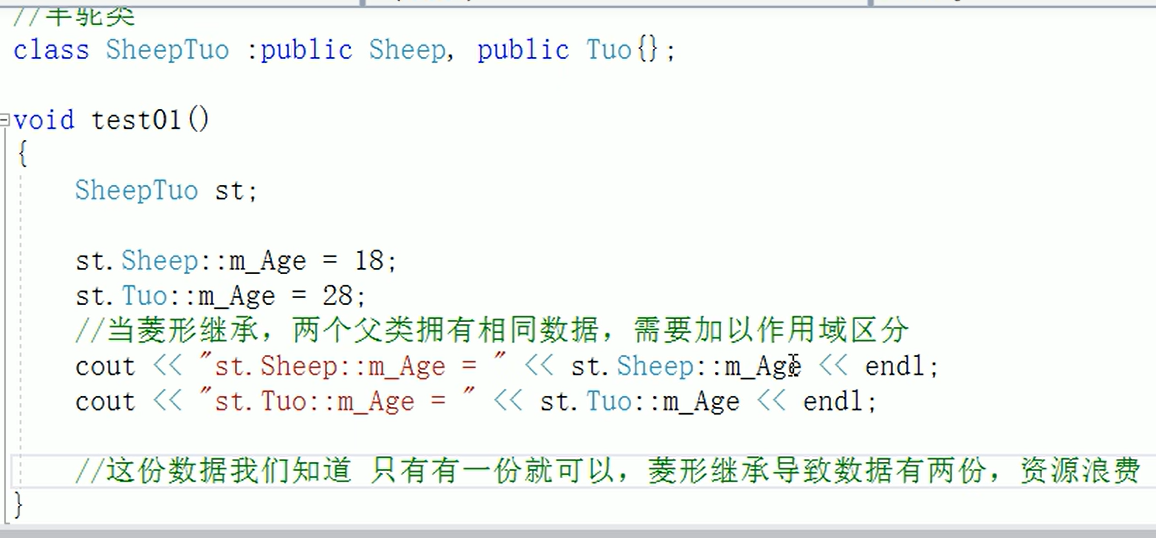 //羊驼类
class SheepTuo :public Sheep, public Tuo{};
void test01()
{
SheepTuo st;
st.Sheep::m_Age = 18;
st.Tuo::m_Age = 28;
//当菱形继承，两个父类拥有相同数据，需要加以作用域区分
cout << "st.Sheep::m_Age = " << st.Sheep::m_Age << endl;
cout << "st.Tuo::m_Age = " << st.Tuo::m_Age << endl;
//这份数据我们知道 只有有一份就可以，菱形继承导致数据有两份，资源浪费
}